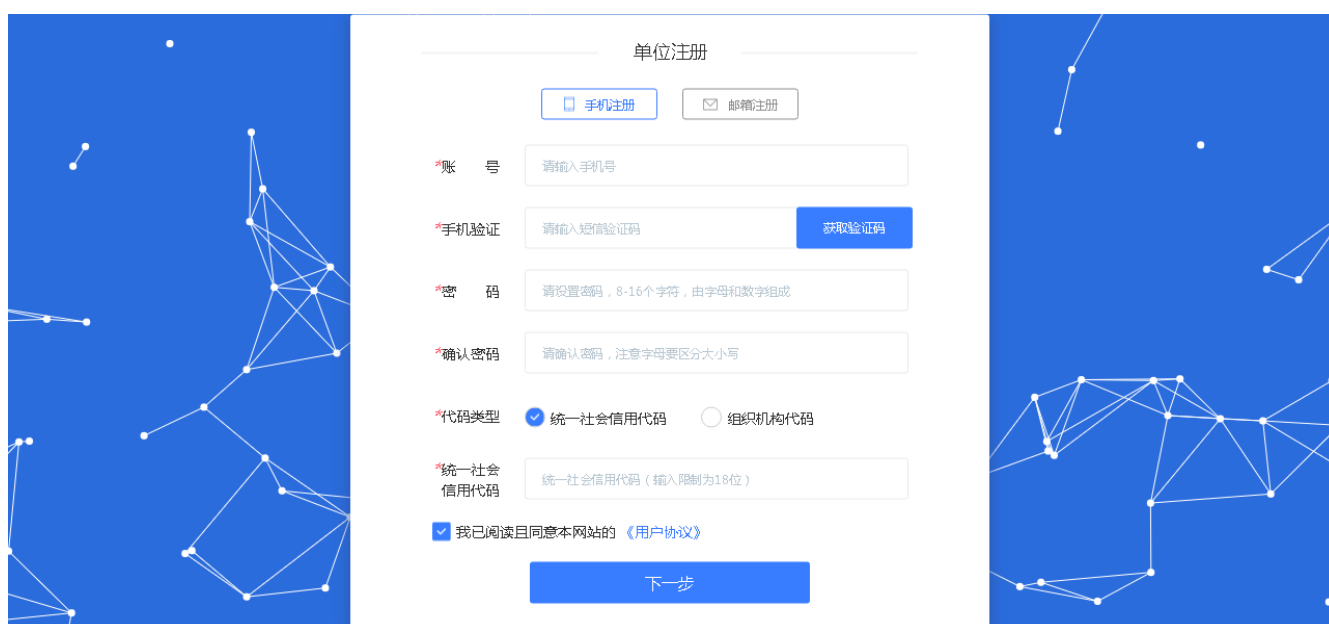 单位注册
手机注册 邮箱注册
*账 号 请输入手机号
*手机验证 请输入短信验证码 获取验证码
*密 码 请设置密码，8-16个字符，由字母和数字组成
*确认密码 请确认密码，注意字母要区分大小写
*代码类型 统一社会信用代码 组织机构代码
*统一社会
信用代码 统一社会信用代码（输入限制为18位）
我已阅读且同意本网站的《用户协议》
下一步